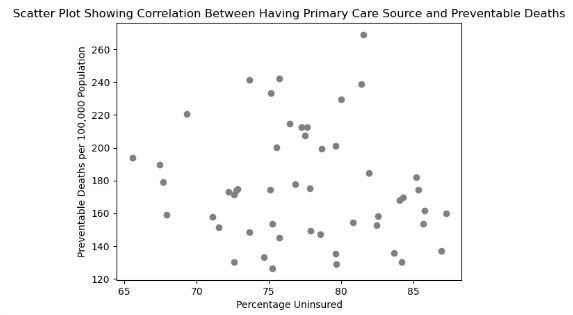 Scatter Plot Showing Correlation Between Having Primary Care Source and Preventable Deaths
Preventable Deaths per 100,000 Population
260
240
220
200
180
160
140
120
65 70 75 80 85
Percentage Uninsured